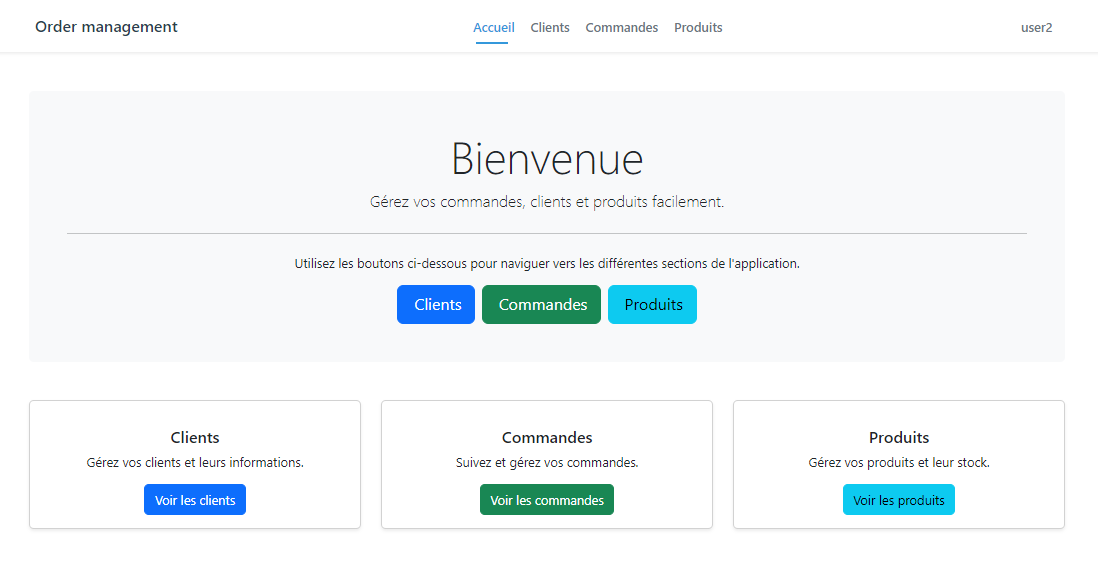 Order management Accueil Clients Commandes Produits user2
Bienvenue
Gérez vos commandes, clients et produits facilement.
Utilisez les boutons ci-dessous pour naviguer vers les différentes sections de l'application.
Clients Commandes Produits
Clients
Gérez vos clients et leurs informations.
Voir les clients
Commandes
Suivez et gérez vos commandes.
Voir les commandes
Produits
Gérez vos produits et leur stock.
Voir les produits